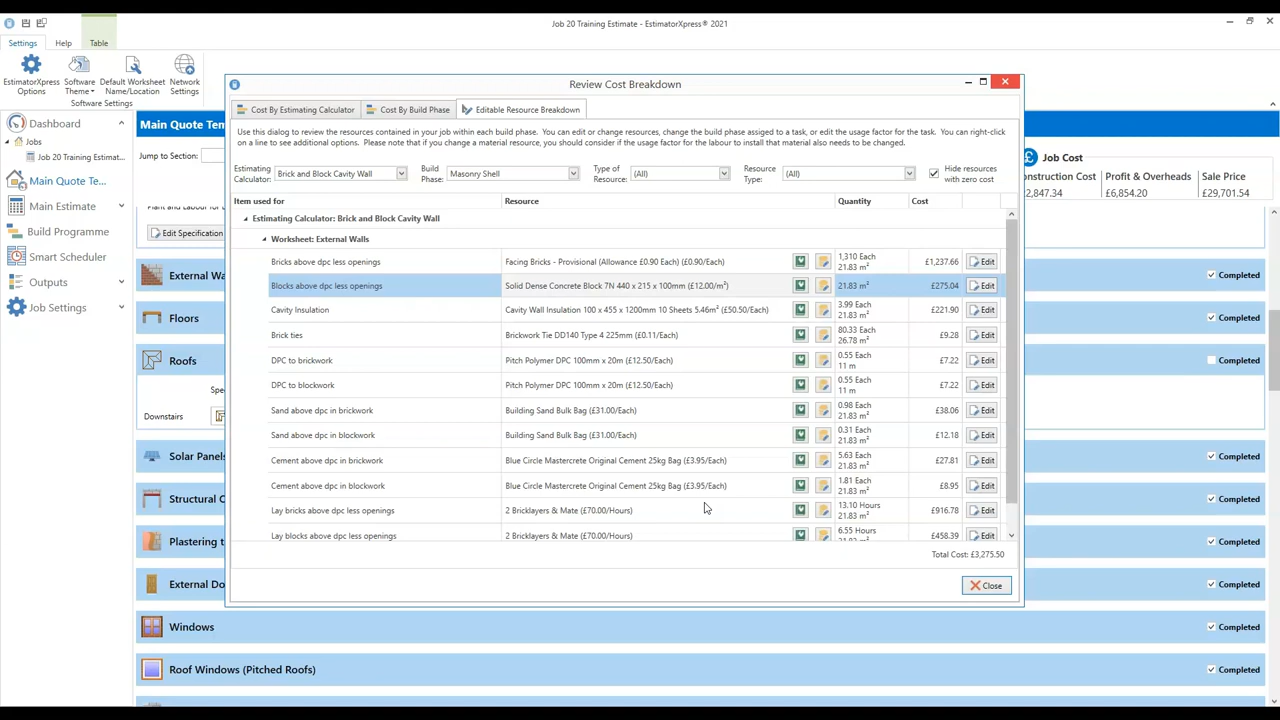 Job 20 Training Estimate - EstimatorXpress® 2021
Settings
Help
Table
EstimatorXpress Options
Software Theme
Default Worksheet Name/Location
Network Settings
Software Settings
Dashboard
Jobs
Job 20 Training Estimat...
Main Quote Te...
Main Estimate
Build Programme
Smart Scheduler
Outputs
Job Settings
Main Quote Tem
Jump to Section:
Job Cost
Construction Cost
Profit & Overheads
Sale Price
2,847.34
£6,854.20
£29,701.54
Edit Specification
External Wa
Completed
Floors
Completed
Roofs
Downstairs
Solar Panels
Completed
Structural C
Completed
Plastering t
Completed
External Do
Completed
Windows
Completed
Roof Windows (Pitched Roofs)
Completed
Review Cost Breakdown
Cost By Estimating Calculator
Cost By Build Phase
Editable Resource Breakdown
Use this dialog to review the resources contained in your job within each build phase. You can edit or change resources, change the build phase assigned to a task, or edit the usage factor for the task. You can right-click
on a line to see additional options. Please note that if you change a material resource, you should consider if the usage factor for the labour to install that material also needs to be changed.
Estimating Calculator: Brick and Block Cavity Wall
Build Phase: Masonry Shell
Type of Resource: (All)
Resource Type: (All)
Hide resources with zero cost
Item used for Resource Quantity Cost
Estimating Calculator: Brick and Block Cavity Wall
Worksheet: External Walls
Bricks above dpc less openings Facing Bricks - Provisional (Allowance £0.90 Each) (£0.90/Each) 1,310 Each 21.83 m² £1,237.66 Edit
Blocks above dpc less openings Solid Dense Concrete Block 7N 440 x 215 x 100mm (£12.00/m²) 21.83 m² £275.04 Edit
Cavity Insulation Cavity Wall Insulation 100 x 455 x 1200mm 10 Sheets 5.46m² (£50.50/Each) 3.99 Each 21.83 m² £221.90 Edit
Brick ties Brickwork Tie DD140 Type 4 225mm (£0.11/Each) 80.33 Each 26.78 m² £9.28 Edit
DPC to brickwork Pitch Polymer DPC 100mm x 20m (£12.50/Each) 0.55 Each 11 m £7.22 Edit
DPC to blockwork Pitch Polymer DPC 100mm x 20m (£12.50/Each) 0.55 Each 11 m £7.22 Edit
Sand above dpc in brickwork Building Sand Bulk Bag (£31.00/Each) 0.98 Each 21.83 m² £38.06 Edit
Sand above dpc in blockwork Building Sand Bulk Bag (£31.00/Each) 0.31 Each 21.83 m² £12.18 Edit
Cement above dpc in brickwork Blue Circle Mastercrete Original Cement 25kg Bag (£3.95/Each) 5.63 Each 21.83 m² £27.81 Edit
Cement above dpc in blockwork Blue Circle Mastercrete Original Cement 25kg Bag (£3.95/Each) 1.81 Each 21.83 m² £8.95 Edit
Lay bricks above dpc less openings 2 Bricklayers & Mate (£70.00/Hours) 13.10 Hours 21.83 m² £916.78 Edit
Lay blocks above dpc less openings 2 Bricklayers & Mate (£70.00/Hours) 6.55 Hours £458.39 Edit
Total Cost: £3,275.50
Close